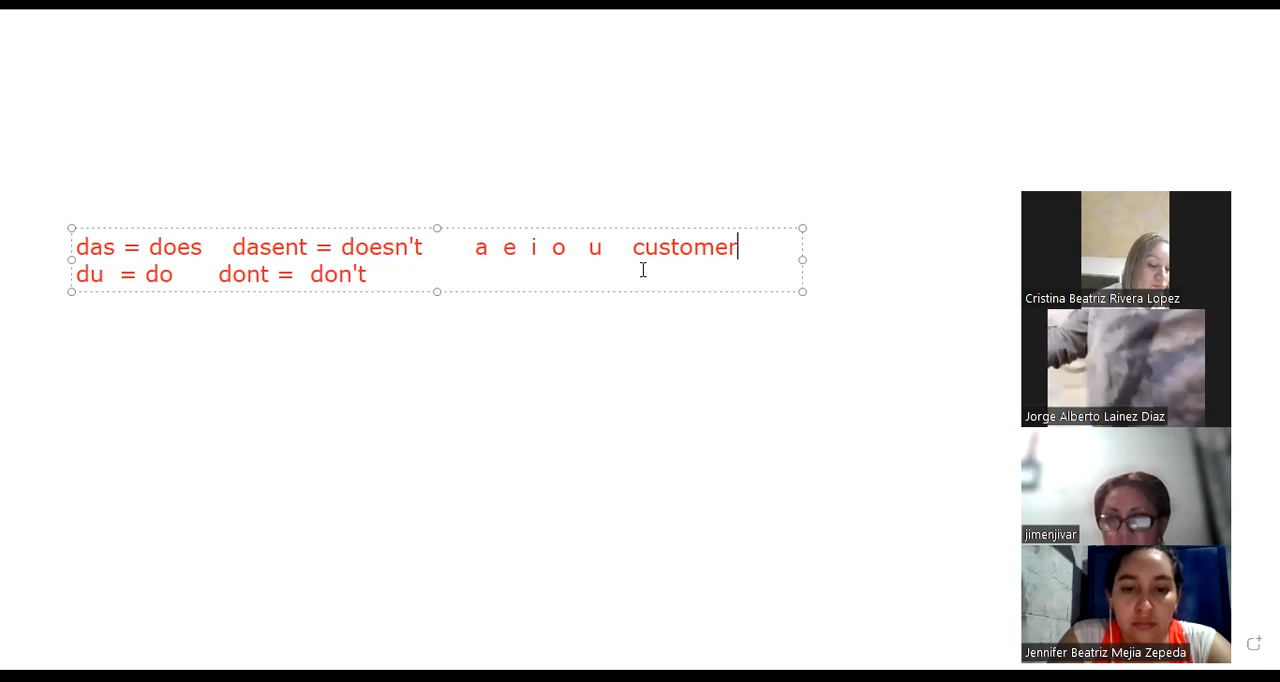 das = does dasent = doesn't a e i o u customer
du = do dont = don't
Cristina Beatriz Rivera Lopez
Jorge Alberto Lainez Diaz
jimenjivar
Jennifer Beatriz Mejia Zepeda